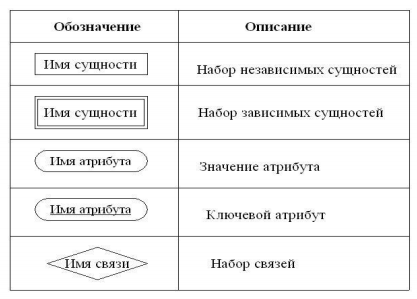 Обозначение Описание
Имя сущности Набор независимых сущностей
Имя сущности Набор зависимых сущностей
Имя атрибута Значение атрибута
Имя атрибута Ключевой атрибут
Имя связи Набор связей